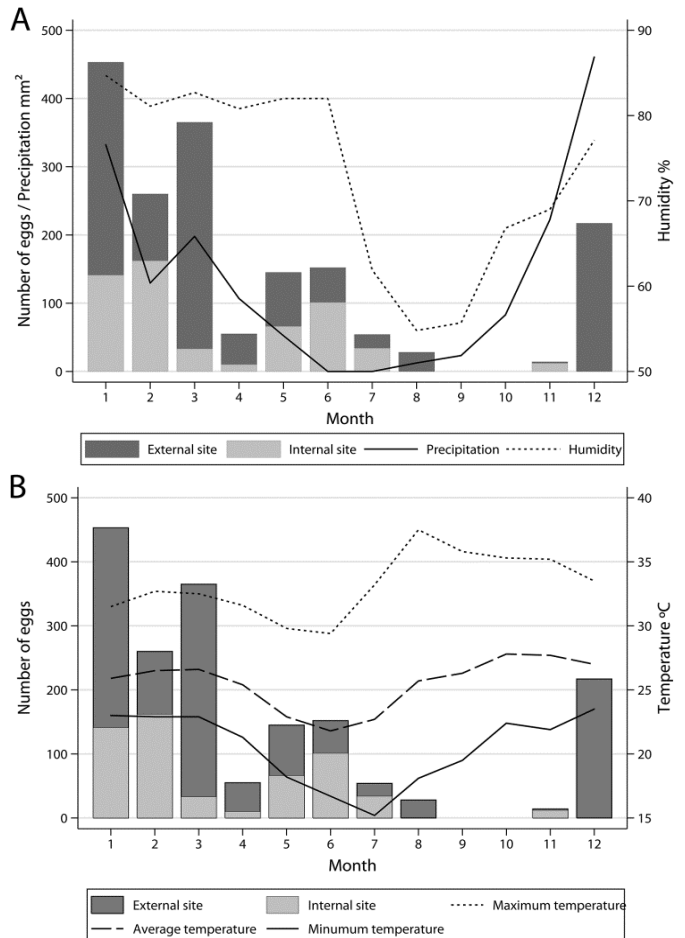 A
500
400
300
200
100
0
Number of eggs / Precipitation mm²
90
80
70
60
50
Humidity %
1 2 3 4 5 6 7 8 9 10 11 12
Month
External site Internal site Precipitation Humidity
B
500
400
300
200
100
0
Number of eggs
40
35
30
25
20
15
Temperature ºC
1 2 3 4 5 6 7 8 9 10 11 12
Month
External site Internal site Maximum temperature
Average temperature Minumum temperature